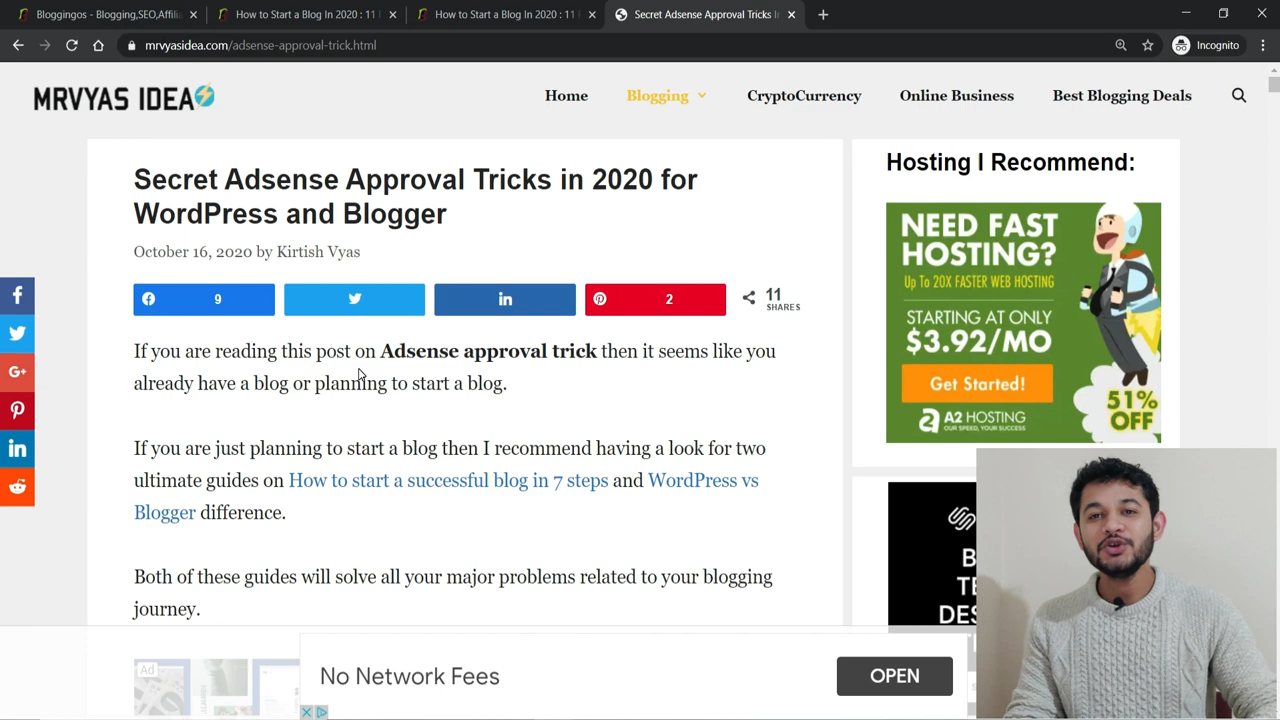 Bloggingos - Blogging,SEO,Affili
How to Start a Blog In 2020 : 11
How to Start a Blog In 2020 : 11
Secret Adsense Approval Tricks
mrvyasidea.com/adsense-approval-trick.html
Incognito
MRVYAS IDEA
Home
Blogging
CryptoCurrency
Online Business
Best Blogging Deals
Secret Adsense Approval Tricks in 2020 for
WordPress and Blogger
October 16, 2020 by Kirtish Vyas
9
2
11
SHARES
If you are reading this post on Adsense approval trick then it seems like you
already have a blog or planning to start a blog.
If you are just planning to start a blog then I recommend having a look for two
ultimate guides on How to start a successful blog in 7 steps and WordPress vs
Blogger difference.
Both of these guides will solve all your major problems related to your blogging
journey.
Hosting I Recommend:
NEED FAST
HOSTING?
Up To 20X FASTER WEB HOSTING
STARTING AT ONLY
$3.92/MO
Get Started!
51%
OFF
A2 HOSTING
OUR SPEED, YOUR SUCCESS
Ad
No Network Fees
OPEN